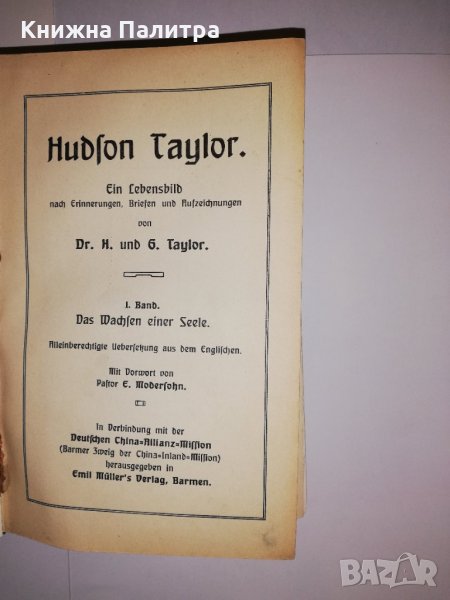 Книжна Палитра
Hudson Taylor.
Ein Lebensbild
nach Erinnerungen, Briefen und Aufzeichnungen
von
Dr. H. und G. Taylor.
1. Band.
Das Wachsen einer Seele.
Alleinberechtigte Uebersetzung aus dem Englischen.
Mit Vorwort von
Pastor E. Modersohn.
In Verbindung mit der
Deutschen China-Allianz-Mission
(Barmer Zweig der China-Inland-Mission)
herausgegeben in
Emil Müller's Verlag, Barmen.
BAZAR